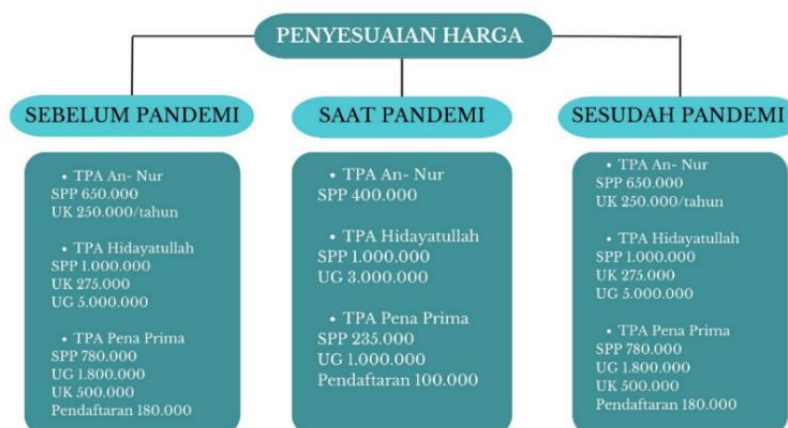 PENYESUAIAN HARGA
SEBELUM PANDEMI
• TPA An- Nur
SPP 650.000
UK 250.000/tahun
• TPA Hidayatullah
SPP 1.000.000
UK 275.000
UG 5.000.000
• TPA Pena Prima
SPP 780.000
UG 1.800.000
UK 500.000
Pendaftaran 180.000
SAAT PANDEMI
• TPA An- Nur
SPP 400.000
• TPA Hidayatullah
SPP 1.000.000
UG 3.000.000
• TPA Pena Prima
SPP 235.000
UG 1.000.000
Pendaftaran 100.000
SESUDAH PANDEMI
• TPA An- Nur
SPP 650.000
UK 250.000/tahun
• TPA Hidayatullah
SPP 1.000.000
UK 275.000
UG 5.000.000
• TPA Pena Prima
SPP 780.000
UG 1.800.000
UK 500.000
Pendaftaran 180.000